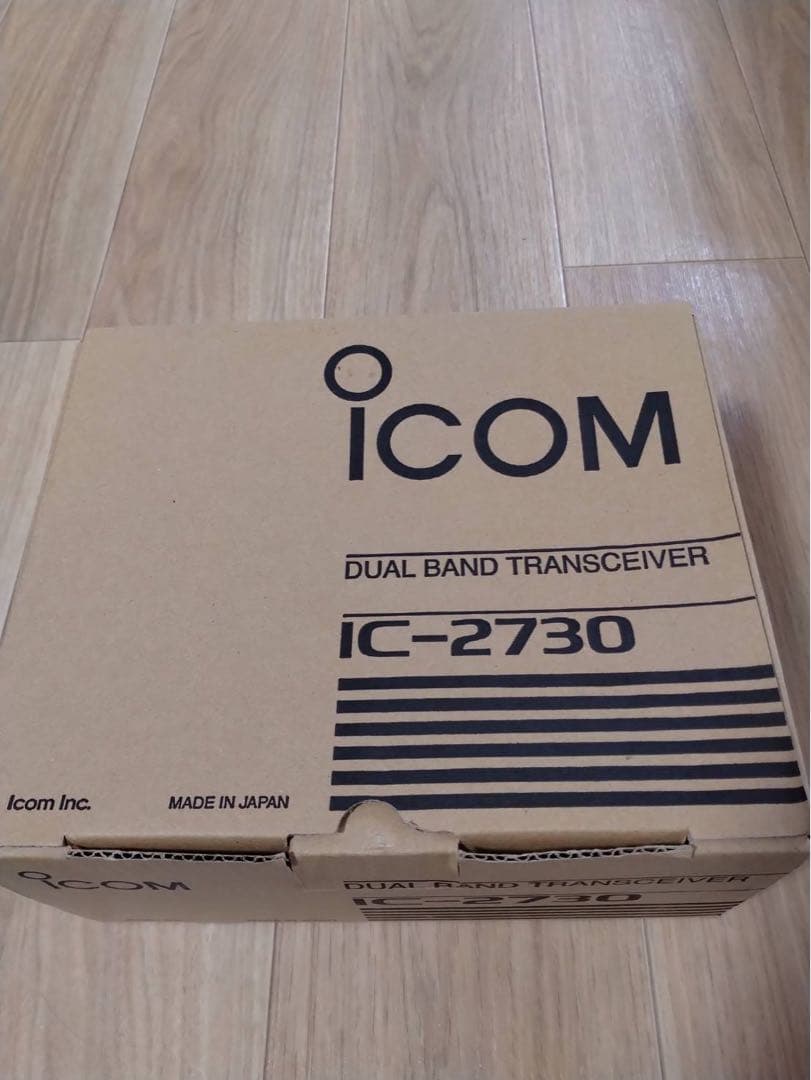 ICOM
DUAL BAND TRANSCEIVER
IC-2730
Icom Inc. MADE IN JAPAN
ICOM
DUAL BAND TRANSCEIVER
IC-2730